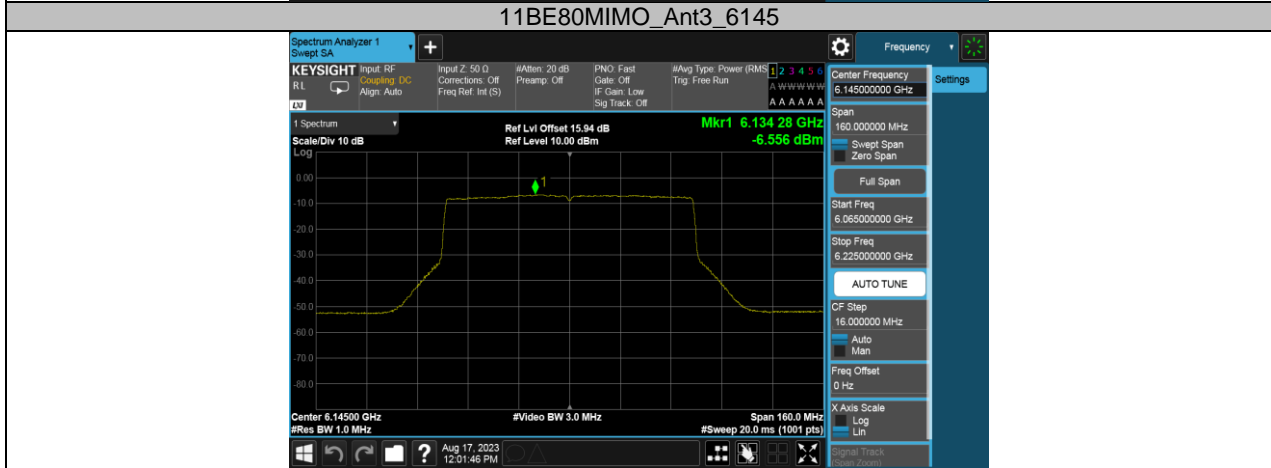 11BE80MIMO_Ant3_6145
Spectrum Analyzer 1
Swept SA
+
Frequency
KEYSIGHT
RL
LXI
Input: RF
Coupling: DC
Align: Auto
Input Z: 50 Ω
Corrections: Off
Freq Ref: Int (S)
#Atten: 20 dB
Preamp: Off
PNO: Fast
Gate: Off
IF Gain: Low
Sig Track: Off
#Avg Type: Power (RMS
Trig: Free Run
1 2 3 4 5 6
A W W W W W
A A A A A A
Center Frequency
6.145000000 GHz
Settings
1 Spectrum
Scale/Div 10 dB
Ref Lvl Offset 15.94 dB
Ref Level 10.00 dBm
Mkr1 6.134 28 GHz
-6.556 dBm
Log
1
0.00
-10.0
-20.0
-30.0
-40.0
-50.0
-60.0
-70.0
-80.0
Center 6.14500 GHz
#Res BW 1.0 MHz
#Video BW 3.0 MHz
Span 160.0 MHz
#Sweep 20.0 ms (1001 pts)
Span
160.000000 MHz
Swept Span
Zero Span
Full Span
Start Freq
6.065000000 GHz
Stop Freq
6.225000000 GHz
AUTO TUNE
CF Step
16.000000 MHz
Auto
Man
Freq Offset
0 Hz
X Axis Scale
Log
Lin
Signal Track
(Span Zoom)
?
Aug 17, 2023
12:01:46 PM